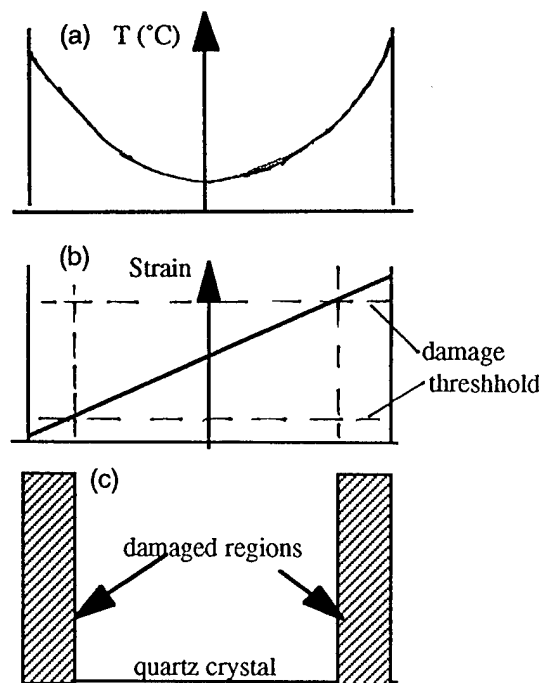 (a) T (°C)
(b) Strain
damage
threshhold
(c)
damaged regions
quartz crystal